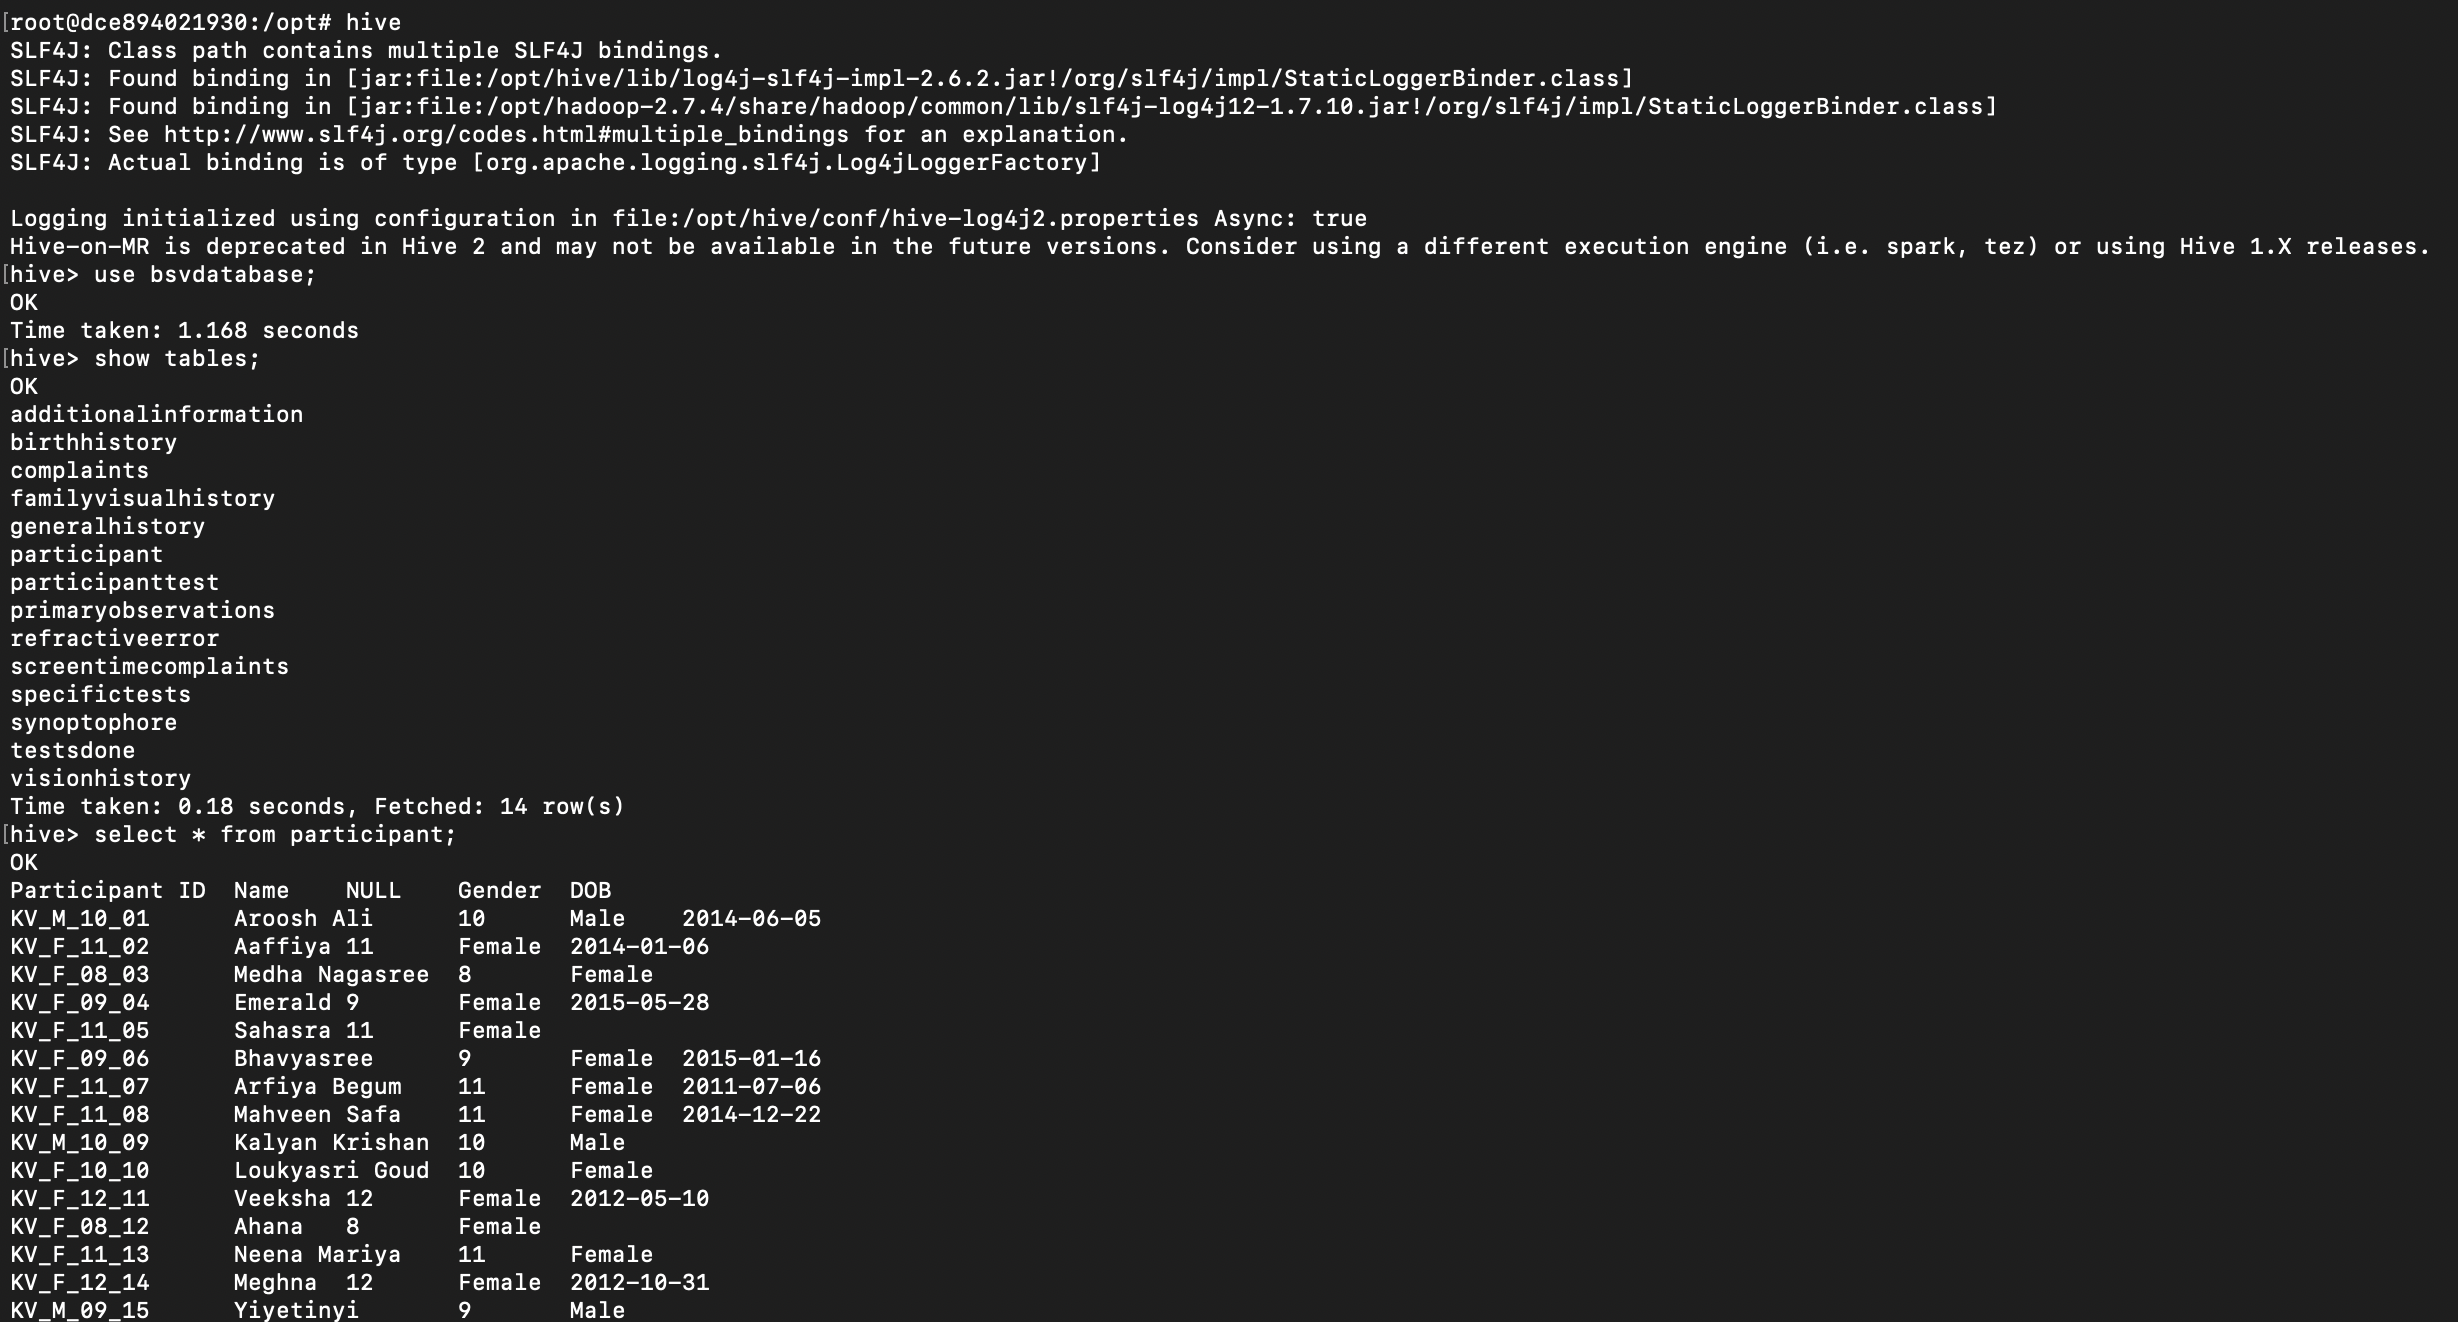 [root@dce894021930:/opt# hive
SLF4J: Class path contains multiple SLF4J bindings.
SLF4J: Found binding in [jar:file:/opt/hive/lib/log4j-slf4j-impl-2.6.2.jar!/org/slf4j/impl/StaticLoggerBinder.class]
SLF4J: Found binding in [jar:file:/opt/hadoop-2.7.4/share/hadoop/common/lib/slf4j-log4j12-1.7.10.jar!/org/slf4j/impl/StaticLoggerBinder.class]
SLF4J: See http://www.slf4j.org/codes.html#multiple_bindings for an explanation.
SLF4J: Actual binding is of type [org.apache.logging.slf4j.Log4jLoggerFactory]

Logging initialized using configuration in file:/opt/hive/conf/hive-log4j2.properties Async: true
Hive-on-MR is deprecated in Hive 2 and may not be available in the future versions. Consider using a different execution engine (i.e. spark, tez) or using Hive 1.X releases.
[hive> use bsvdatabase;
OK
Time taken: 1.168 seconds
[hive> show tables;
OK
additionalinformation
birthhistory
complaints
familyvisualhistory
generalhistory
participant
participanttest
primaryobservations
refractiveerror
screentimecomplaints
specifictests
synoptophore
testsdone
visionhistory
Time taken: 0.18 seconds, Fetched: 14 row(s)
[hive> select * from participant;
OK
Participant ID  Name    NULL    Gender  DOB
KV_M_10_01      Aroosh Ali      10      Male    2014-06-05
KV_F_11_02      Aaffiya 11      Female  2014-01-06
KV_F_08_03      Medha Nagasree  8       Female
KV_F_09_04      Emerald 9       Female  2015-05-28
KV_F_11_05      Sahasra 11      Female
KV_F_09_06      Bhavyasree      9       Female  2015-01-16
KV_F_11_07      Arfiya Begum    11      Female  2011-07-06
KV_F_11_08      Mahveen Safa    11      Female  2014-12-22
KV_M_10_09      Kalyan Krishan  10      Male
KV_F_10_10      Loukyasri Goud  10      Female
KV_F_12_11      Veeksha 12      Female  2012-05-10
KV_F_08_12      Ahana   8       Female
KV_F_11_13      Neena Mariya    11      Female
KV_F_12_14      Meghna  12      Female  2012-10-31
KV_M_09_15      Yiyetinyi       9       Male